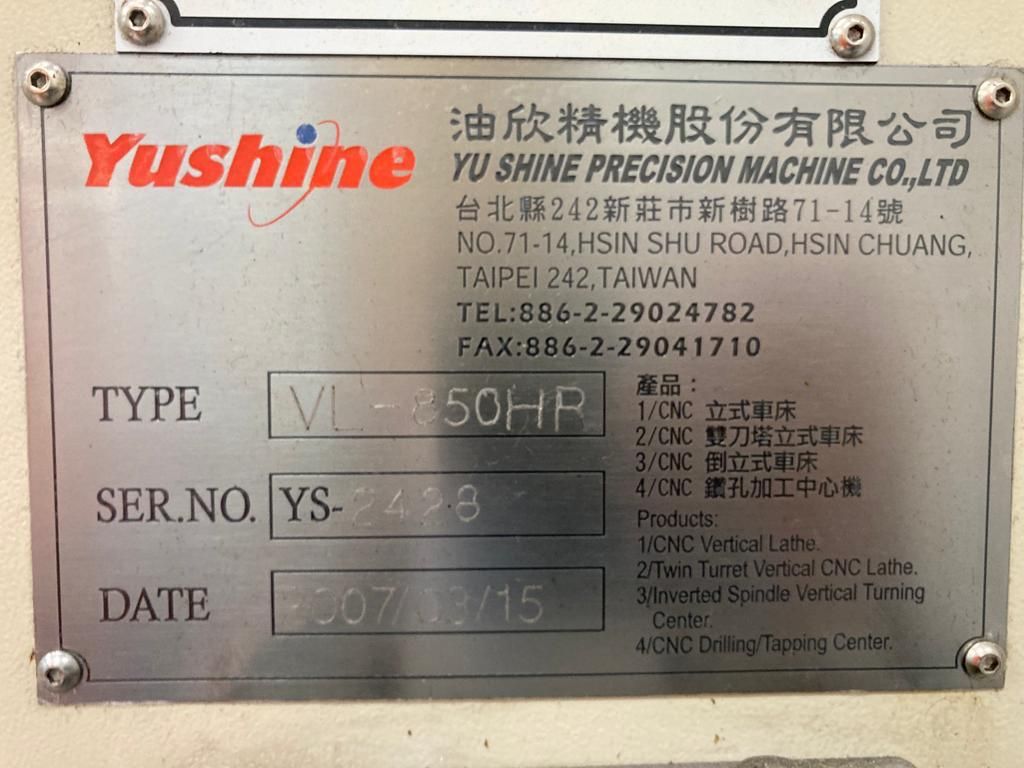 Yushine
油欣精機股份有限公司
YU SHINE PRECISION MACHINE CO.,LTD
台北縣242新莊市新樹路71-14號
NO.71-14,HSIN SHU ROAD,HSIN CHUANG,
TAIPEI 242,TAIWAN
TEL:886-2-29024782
FAX:886-2-29041710
TYPE VL-850HR
SER.NO. YS-2428
DATE 2007/03/15
產品：
1/CNC 立式車床
2/CNC 雙刀塔立式車床
3/CNC 倒立式車床
4/CNC 鑽孔加工中心機
Products:
1/CNC Vertical Lathe.
2/Twin Turret Vertical CNC Lathe.
3/Inverted Spindle Vertical Turning
Center.
4/CNC Drilling/Tapping Center.